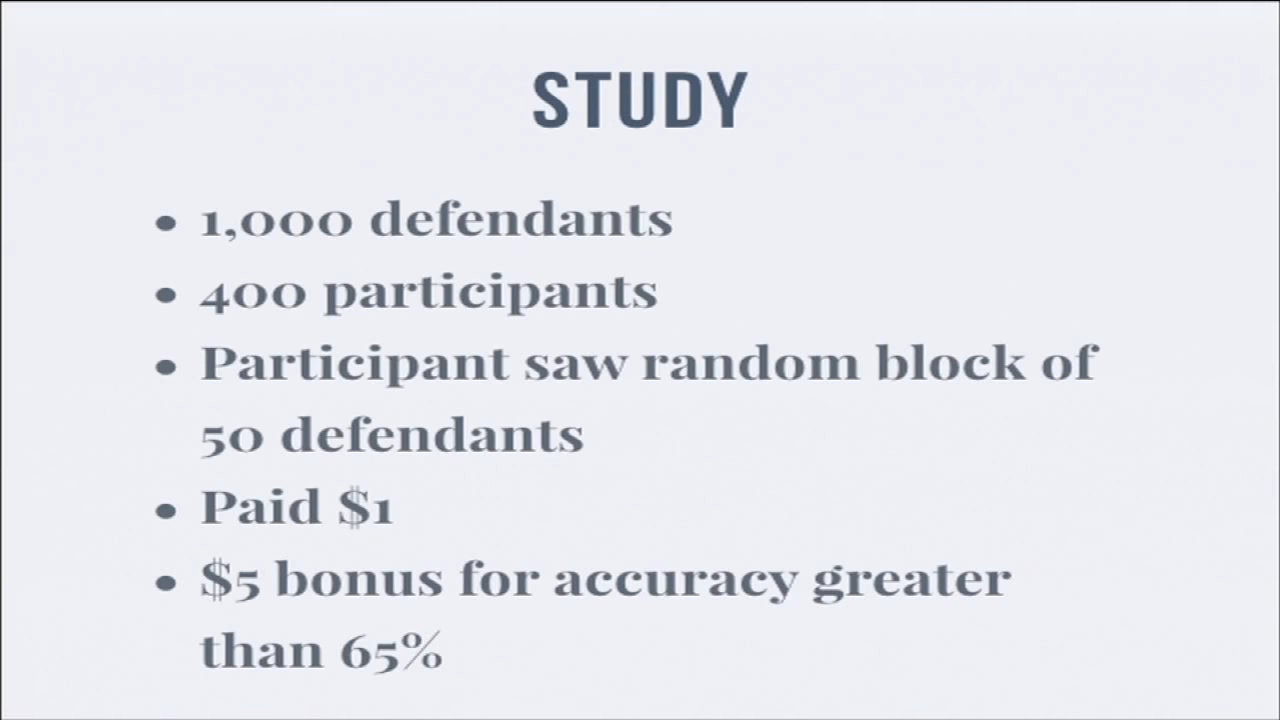 STUDY
• 1,000 defendants
• 400 participants
• Participant saw random block of
50 defendants
• Paid $1
• $5 bonus for accuracy greater
than 65%